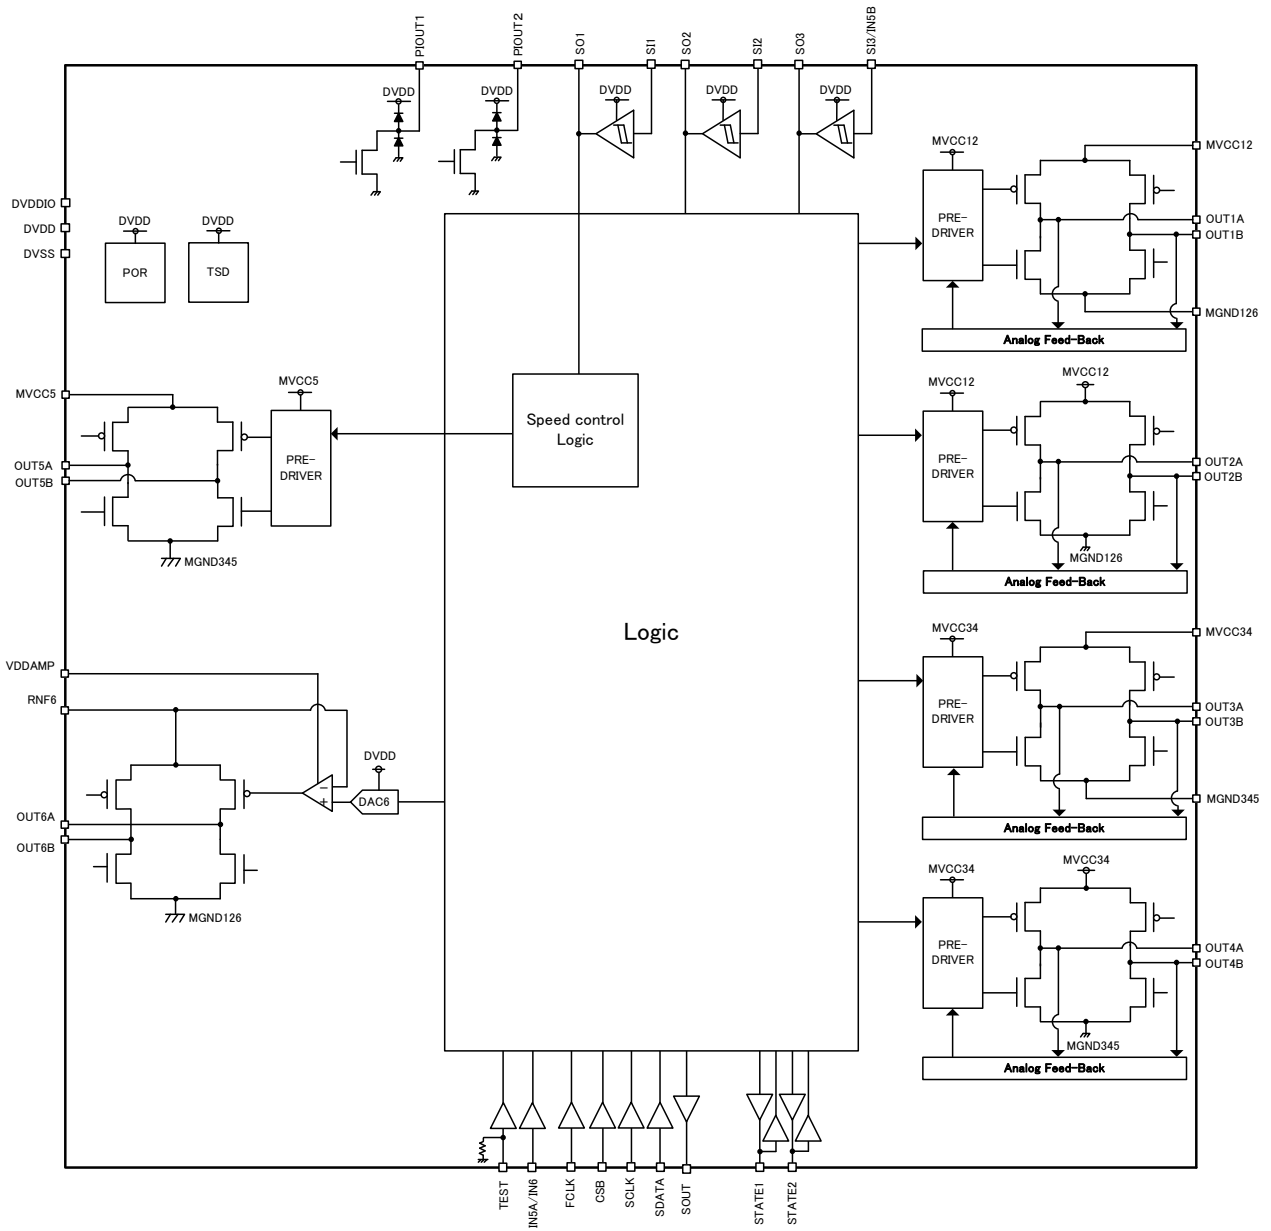 PIOUT1
PIOUT2
SO1
SI1
SO2
SI2
SO3
SI3/IN5B
DVDD
DVDD
DVDD
DVDD
DVDD
DVDDIO
DVDD
DVSS
DVDD
POR
DVDD
TSD
MVCC12
PRE-
DRIVER
MVCC12
OUT1A
OUT1B
MGND126
Analog Feed-Back
MVCC5
OUT5A
OUT5B
MVCC5
PRE-
DRIVER
MGND345
Speed control
Logic
MVCC12
MVCC12
PRE-
DRIVER
OUT2A
OUT2B
MGND126
Analog Feed-Back
Logic
VDDAMP
RNF6
OUT6A
OUT6B
DVDD
DAC6
−
+
MGND126
MVCC34
PRE-
DRIVER
MVCC34
OUT3A
OUT3B
MGND345
Analog Feed-Back
MVCC34
MVCC34
PRE-
DRIVER
OUT4A
OUT4B
MGND345
Analog Feed-Back
TEST
IN5A/IN6
FCLK
CSB
SCLK
SDATA
SOUT
STATE1
STATE2